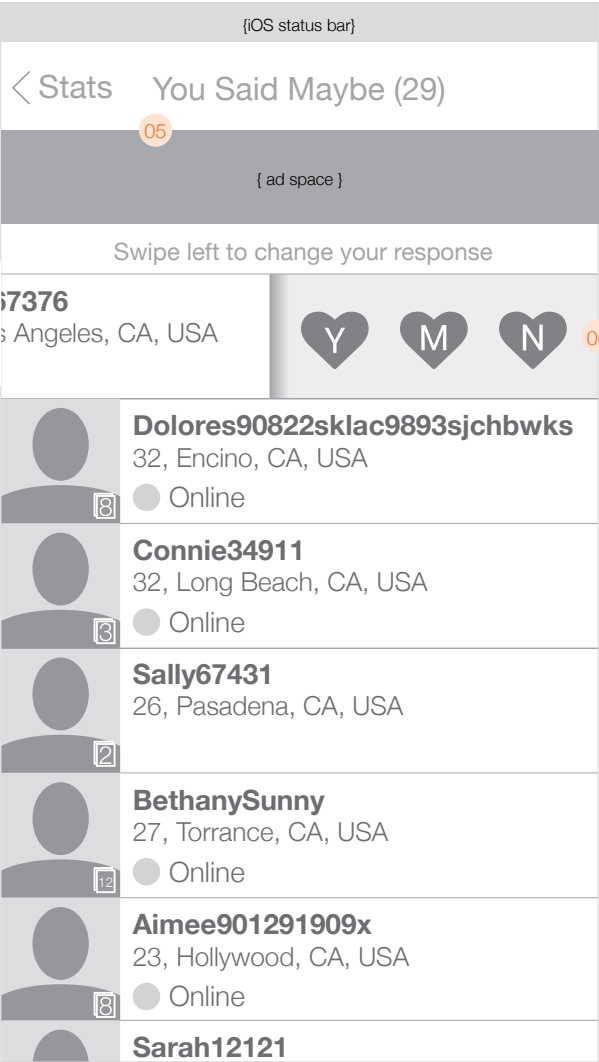 {iOS status bar}
Stats You Said Maybe (29)
05
{ ad space }
Swipe left to change your response
67376
s Angeles, CA, USA
Y M N
Dolores90822sklac9893sjchbwks
32, Encino, CA, USA
8 Online
Connie34911
32, Long Beach, CA, USA
3 Online
Sally67431
26, Pasadena, CA, USA
2
BethanySunny
27, Torrance, CA, USA
12 Online
Aimee901291909x
23, Hollywood, CA, USA
8 Online
Sarah12121